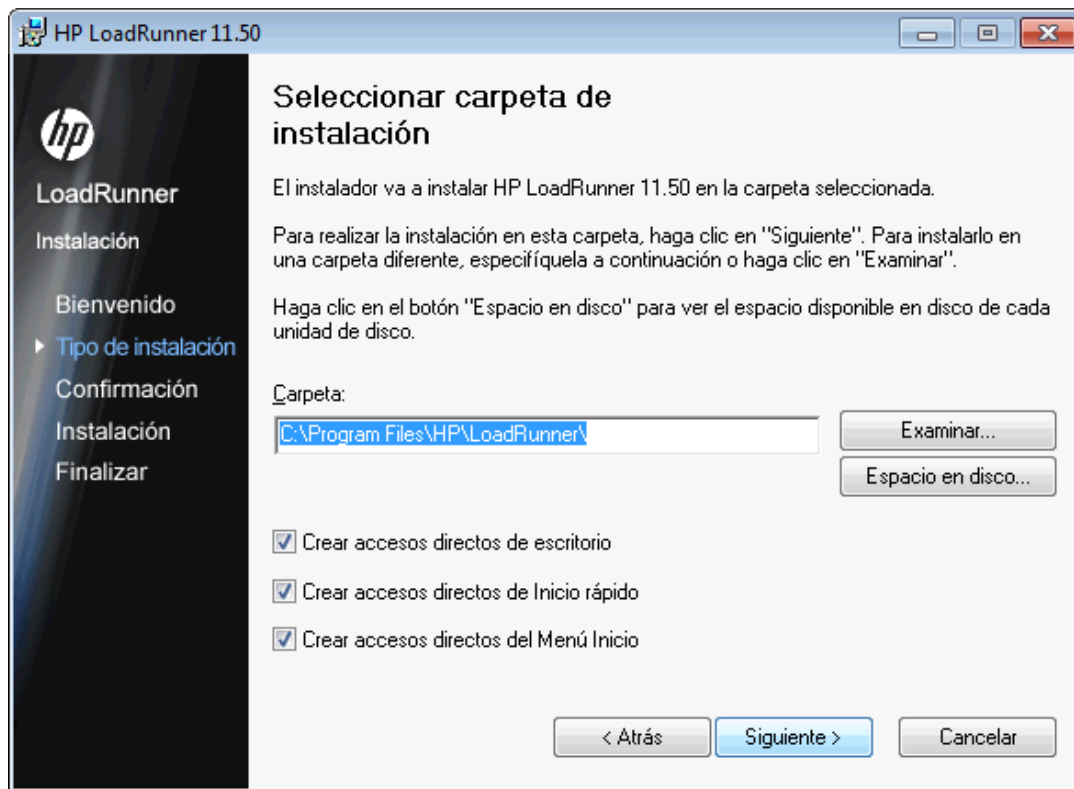 HP LoadRunner 11.50
hp
LoadRunner
Instalación
Bienvenido
Tipo de instalación
Confirmación
Instalación
Finalizar
Seleccionar carpeta de
instalación
El instalador va a instalar HP LoadRunner 11.50 en la carpeta seleccionada.
Para realizar la instalación en esta carpeta, haga clic en "Siguiente". Para instalarlo en
una carpeta diferente, especifíquela a continuación o haga clic en "Examinar".
Haga clic en el botón "Espacio en disco" para ver el espacio disponible en disco de cada
unidad de disco.
Carpeta:
C:\Program Files\HP\LoadRunner\
Examinar...
Espacio en disco...
Crear accesos directos de escritorio
Crear accesos directos de Inicio rápido
Crear accesos directos del Menú Inicio
< Atrás
Siguiente >
Cancelar